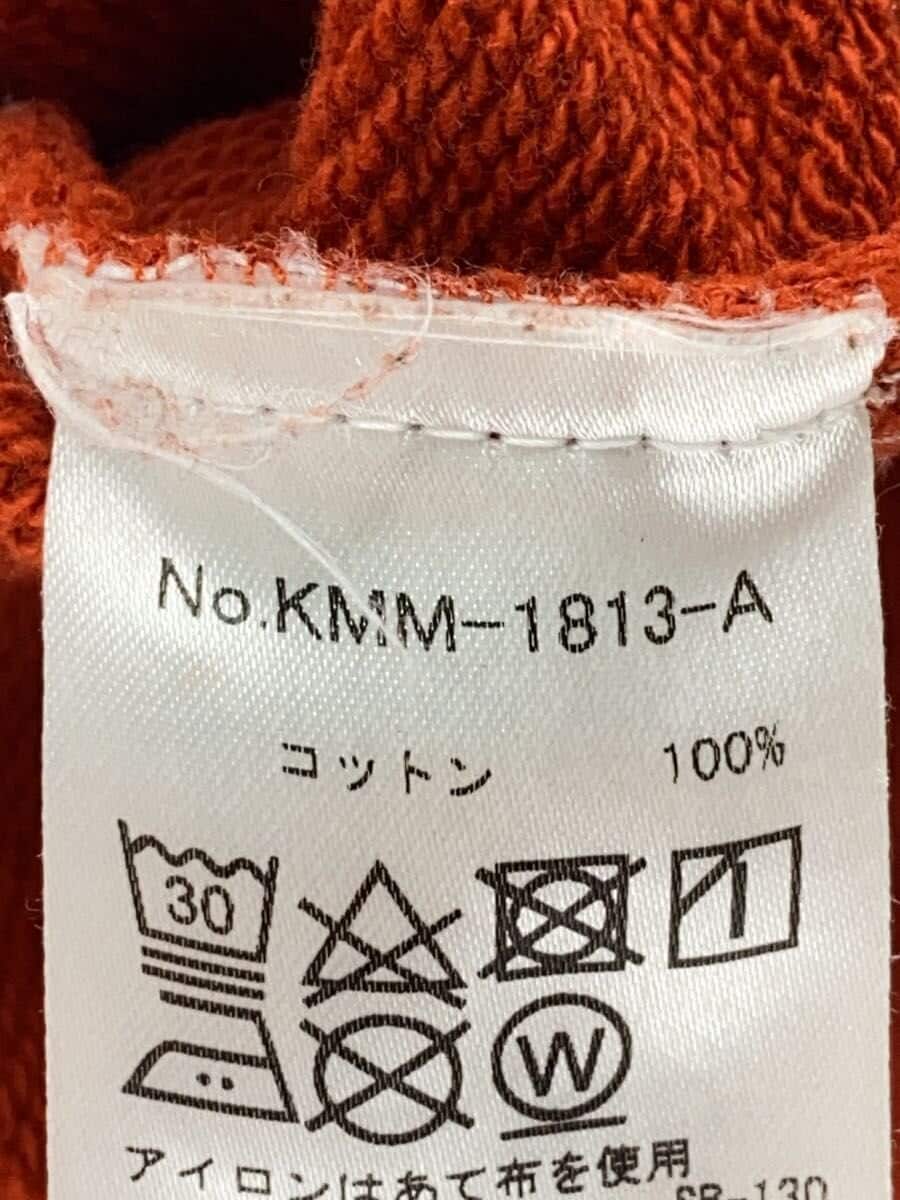 No.KMM-1813-A
コットン 100%
30
W
アイロンはあて布を使用